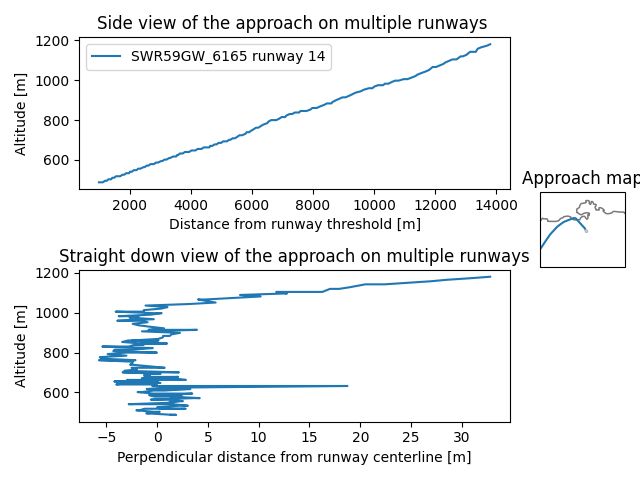 Side view of the approach on multiple runways
1200
1000
800
600
Altitude [m]
SWR59GW_6165 runway 14
2000 4000 6000 8000 10000 12000 14000
Distance from runway threshold [m]
Approach map
Straight down view of the approach on multiple runways
1200
1000
800
600
Altitude [m]
−5 0 5 10 15 20 25 30
Perpendicular distance from runway centerline [m]